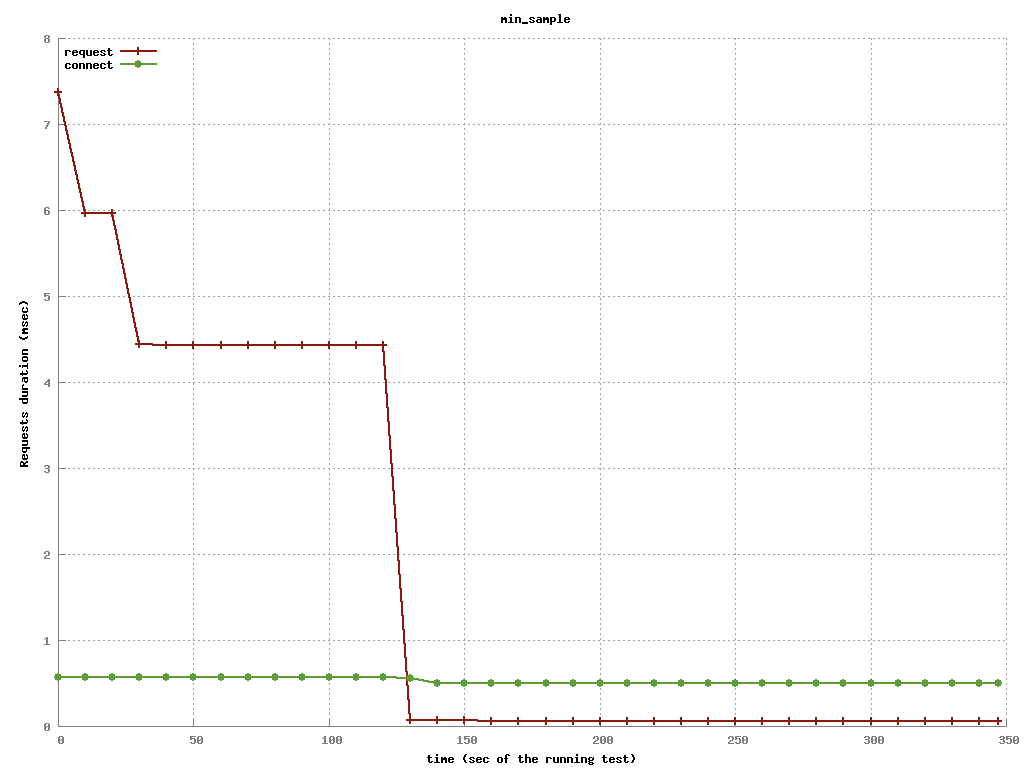 min_sample
request
connect
8
7
6
5
4
3
2
1
0
Requests duration (msec)
0 50 100 150 200 250 300 350
time (sec of the running test)